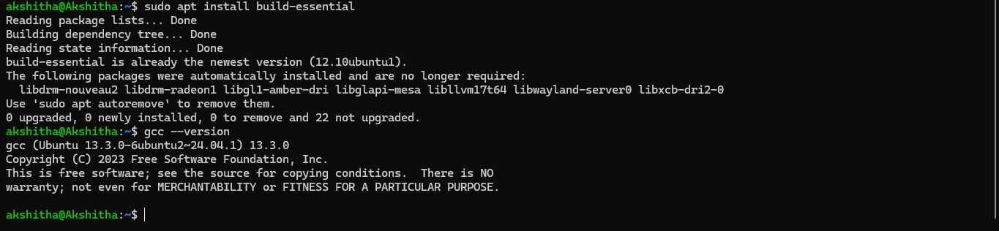 akshitha@Akshitha:~$ sudo apt install build-essential
Reading package lists... Done
Building dependency tree... Done
Reading state information... Done
build-essential is already the newest version (12.10ubuntu1).
The following packages were automatically installed and are no longer required:
  libdrm-nouveau2 libdrm-radeon1 libgl1-amber-dri libglapi-mesa libllvm17t64 libwayland-server0 libxcb-dri2-0
Use 'sudo apt autoremove' to remove them.
0 upgraded, 0 newly installed, 0 to remove and 22 not upgraded.
akshitha@Akshitha:~$ gcc --version
gcc (Ubuntu 13.3.0-6ubuntu2~24.04.1) 13.3.0
Copyright (C) 2023 Free Software Foundation, Inc.
This is free software; see the source for copying conditions.  There is NO
warranty; not even for MERCHANTABILITY or FITNESS FOR A PARTICULAR PURPOSE.
akshitha@Akshitha:~$